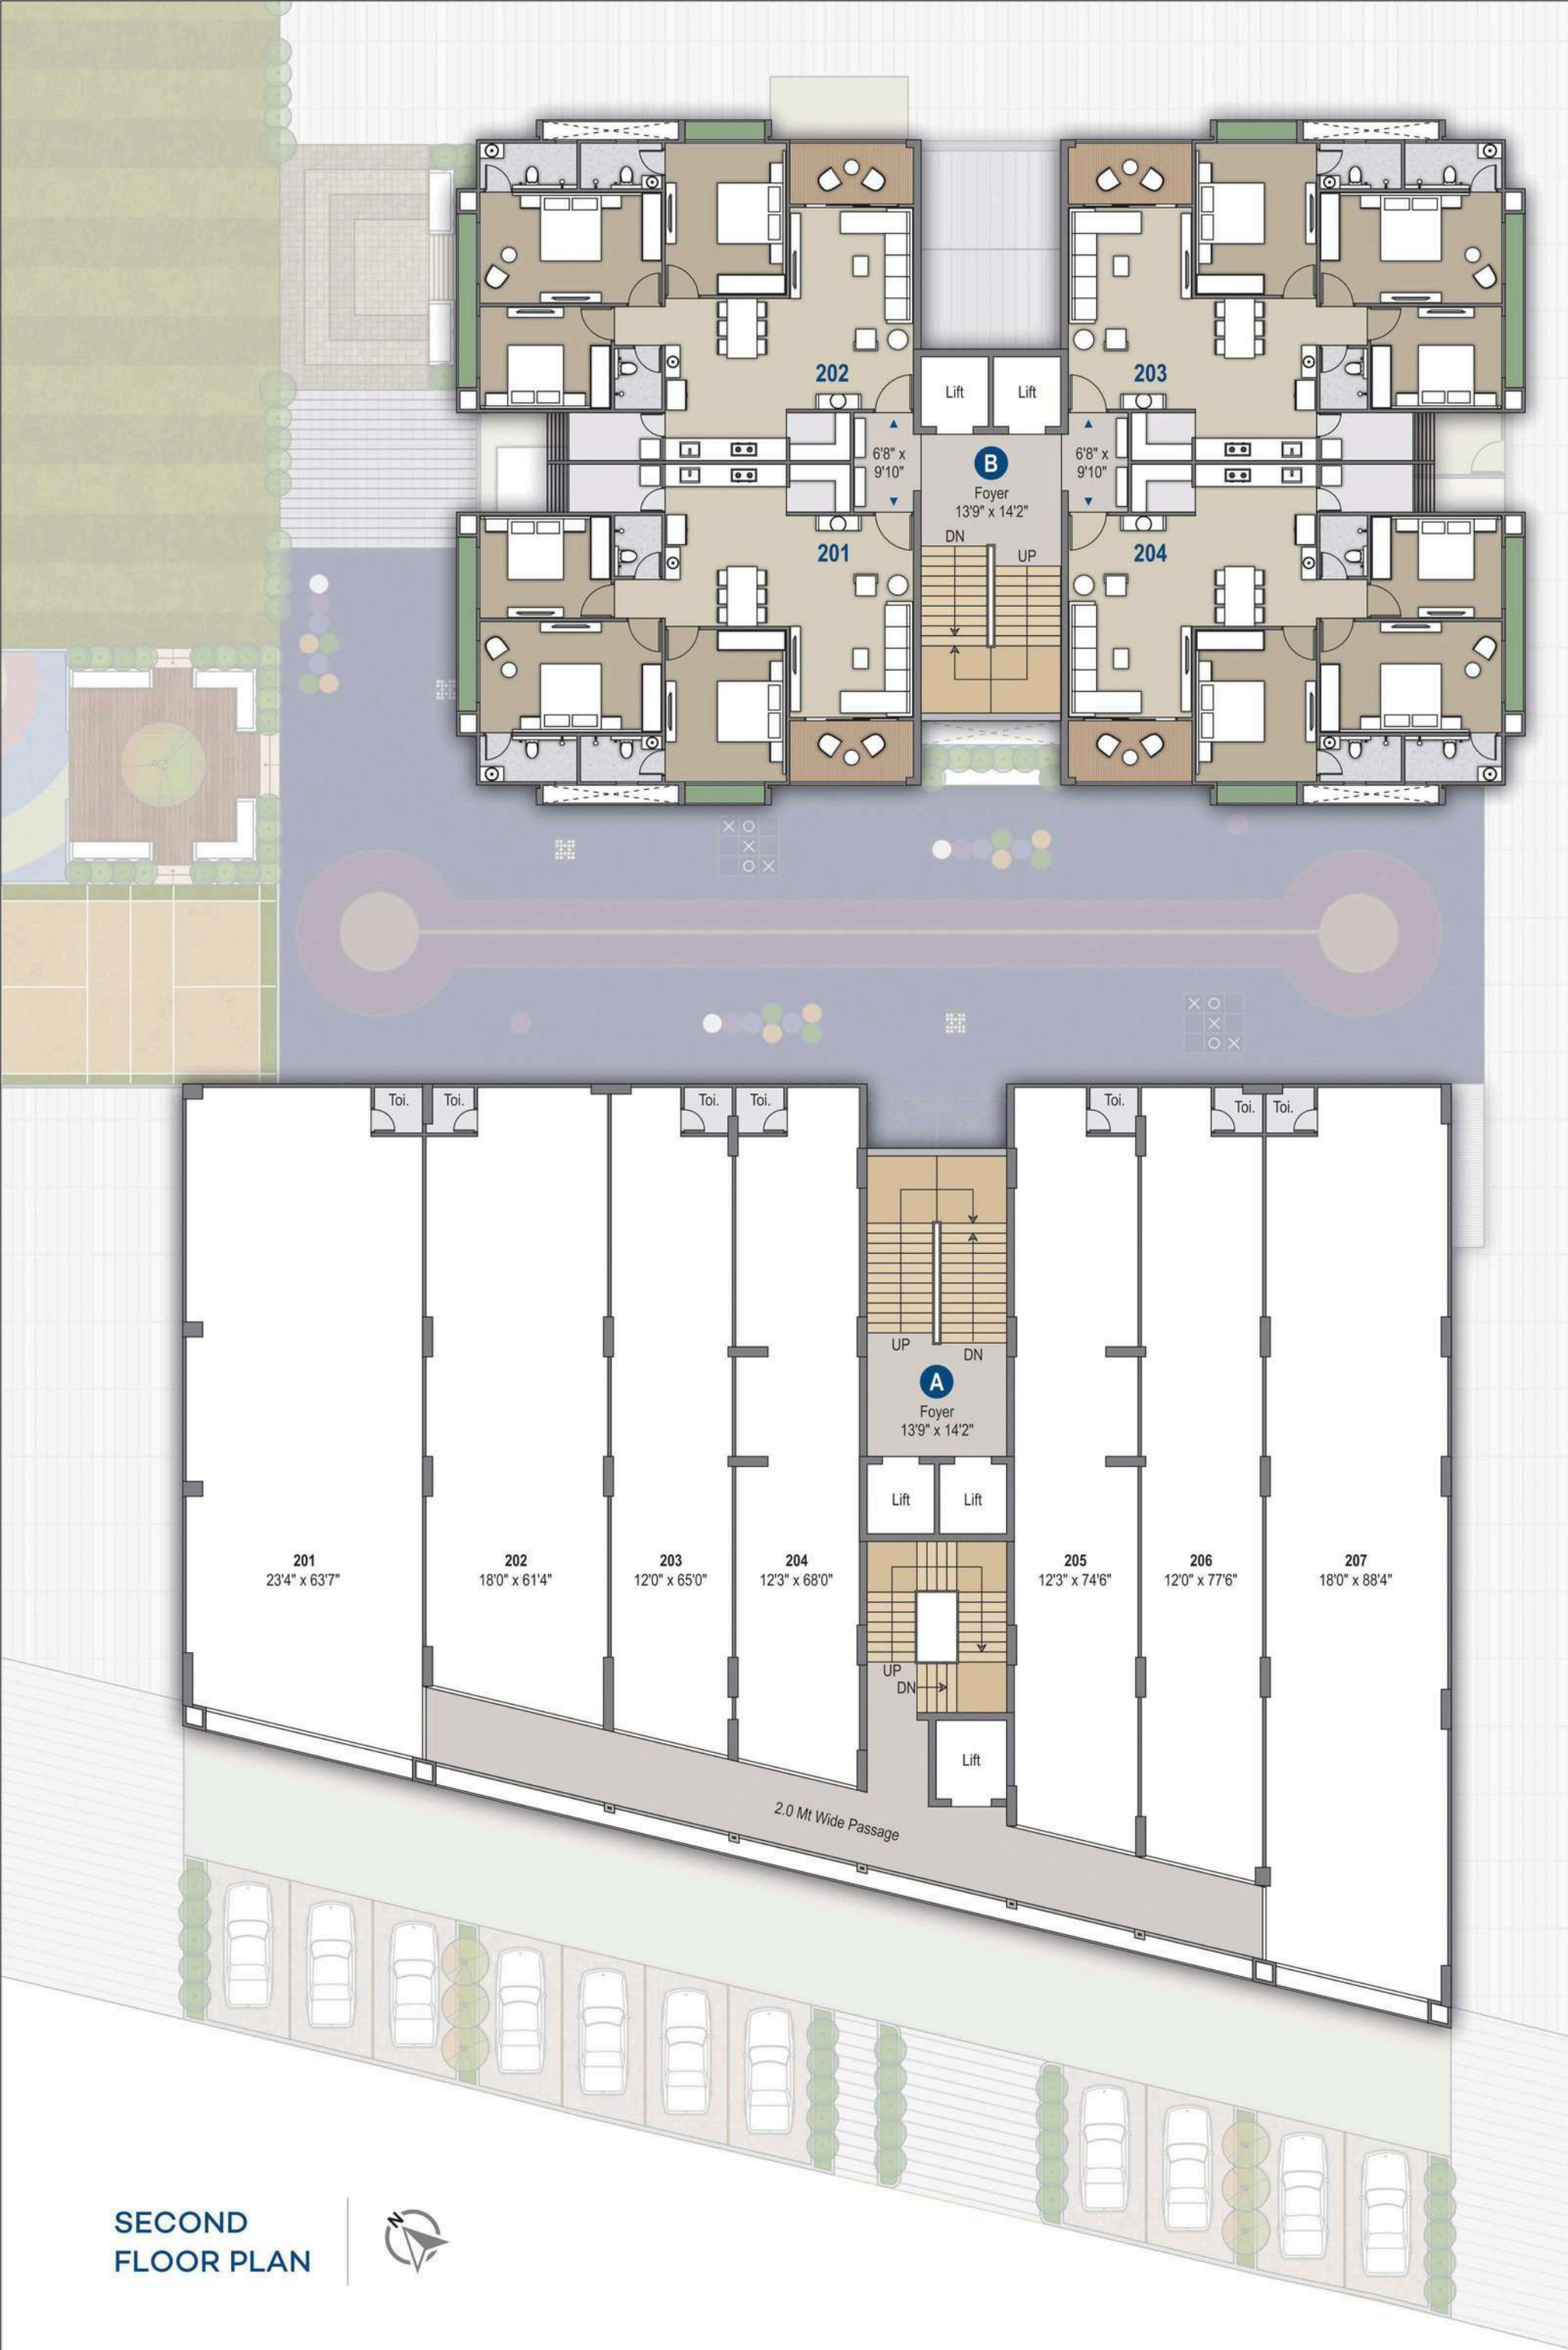 202
203
Lift
Lift
6'8" x
9'10"
B
6'8" x
9'10"
Foyer
13'9" x 14'2"
DN
UP
201
204
Toi.
Toi.
Toi.
Toi.
Toi.
Toi.
Toi.
UP
DN
A
Foyer
13'9" x 14'2"
Lift
Lift
201
23'4" x 63'7"
202
18'0" x 61'4"
203
12'0" x 65'0"
204
12'3" x 68'0"
205
12'3" x 74'6"
206
12'0" x 77'6"
207
18'0" x 88'4"
UP
DN
Lift
2.0 Mt Wide Passage
SECOND
FLOOR PLAN
N